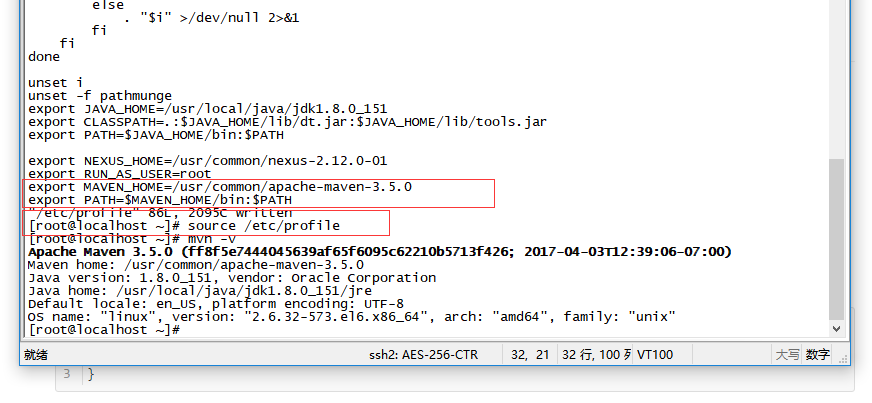 else
. "$i" >/dev/null 2>&1
fi
fi
done
unset i
unset -f pathmunge
export JAVA_HOME=/usr/local/java/jdk1.8.0_151
export CLASSPATH=.:$JAVA_HOME/lib/dt.jar:$JAVA_HOME/lib/tools.jar
export PATH=$JAVA_HOME/bin:$PATH
export NEXUS_HOME=/usr/common/nexus-2.12.0-01
export RUN_AS_USER=root
export MAVEN_HOME=/usr/common/apache-maven-3.5.0
export PATH=$MAVEN_HOME/bin:$PATH
"/etc/profile" 86L, 2095C written
[root@localhost ~]# source /etc/profile
[root@localhost ~]# mvn -v
Apache Maven 3.5.0 (ff8f5e7444045639af65f6095c62210b5713f426; 2017-04-03T12:39:06-07:00)
Maven home: /usr/common/apache-maven-3.5.0
Java version: 1.8.0_151, vendor: Oracle Corporation
Java home: /usr/local/java/jdk1.8.0_151/jre
Default locale: en_US, platform encoding: UTF-8
OS name: "linux", version: "2.6.32-573.el6.x86_64", arch: "amd64", family: "unix"
[root@localhost ~]#
就绪 ssh2: AES-256-CTR 32, 21 32 行, 100 列 VT100 大写 数字
3 }